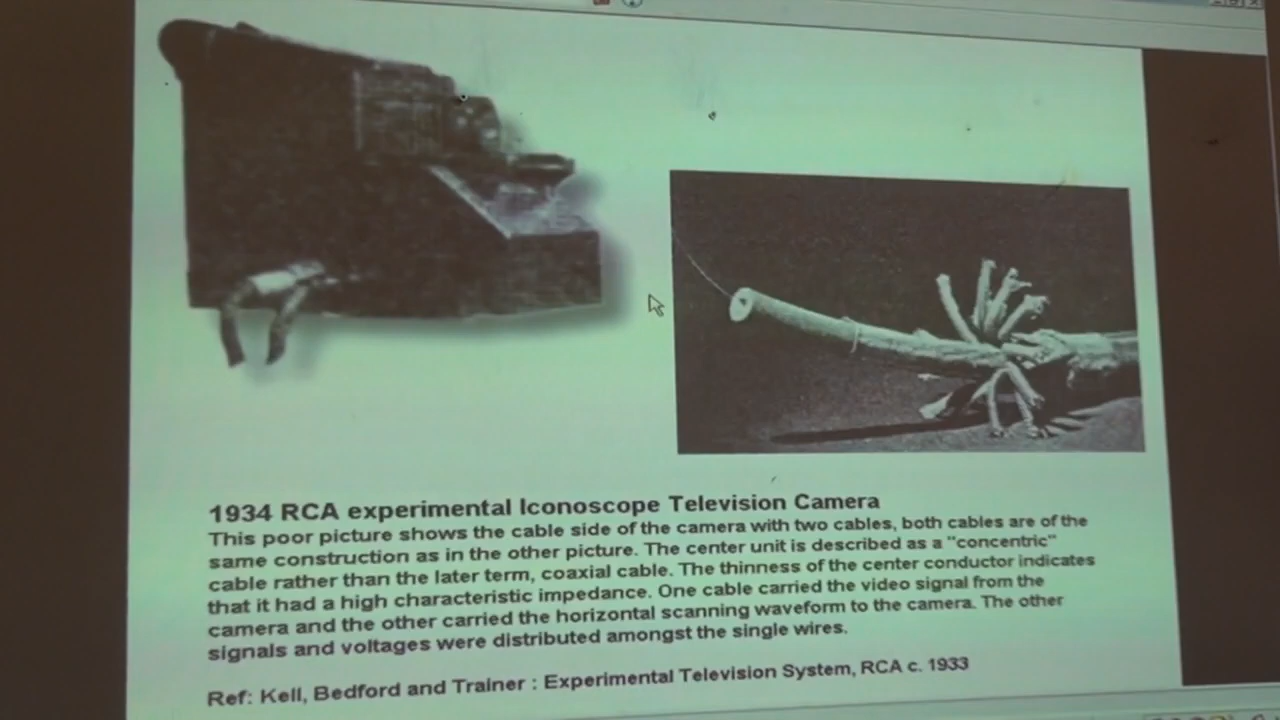 1934 RCA experimental Iconoscope Television Camera
This poor picture shows the cable side of the camera with two cables, both cables are of the
same construction as in the other picture. The center unit is described as a "concentric"
cable rather than the later term, coaxial cable. The thinness of the center conductor indicates
that it had a high characteristic impedance. One cable carried the video signal from the
camera and the other carried the horizontal scanning waveform to the camera. The other
signals and voltages were distributed amongst the single wires.
Ref: Kell, Bedford and Trainer : Experimental Television System, RCA c. 1933